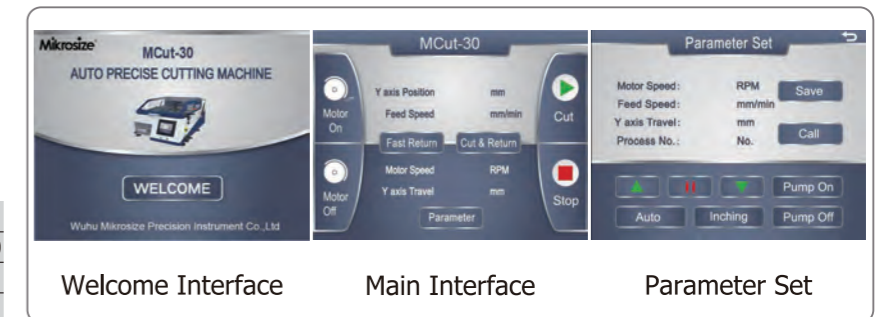 Mikrosize
MCut-30
AUTO PRECISE CUTTING MACHINE
WELCOME
Wuhu Mikrosize Precision Instrument Co.,Ltd
Welcome Interface
MCut-30
Motor On
Y axis Position mm
Feed Speed mm/min
Cut
Fast Return Cut & Return
Motor Off
Motor Speed RPM
Y axis Travel mm
Stop
Parameter
Main Interface
Parameter Set
Motor Speed: RPM Save
Feed Speed: mm/min
Y axis Travel: mm Call
Process No.: No.
Pump On
Auto Inching Pump Off
Parameter Set